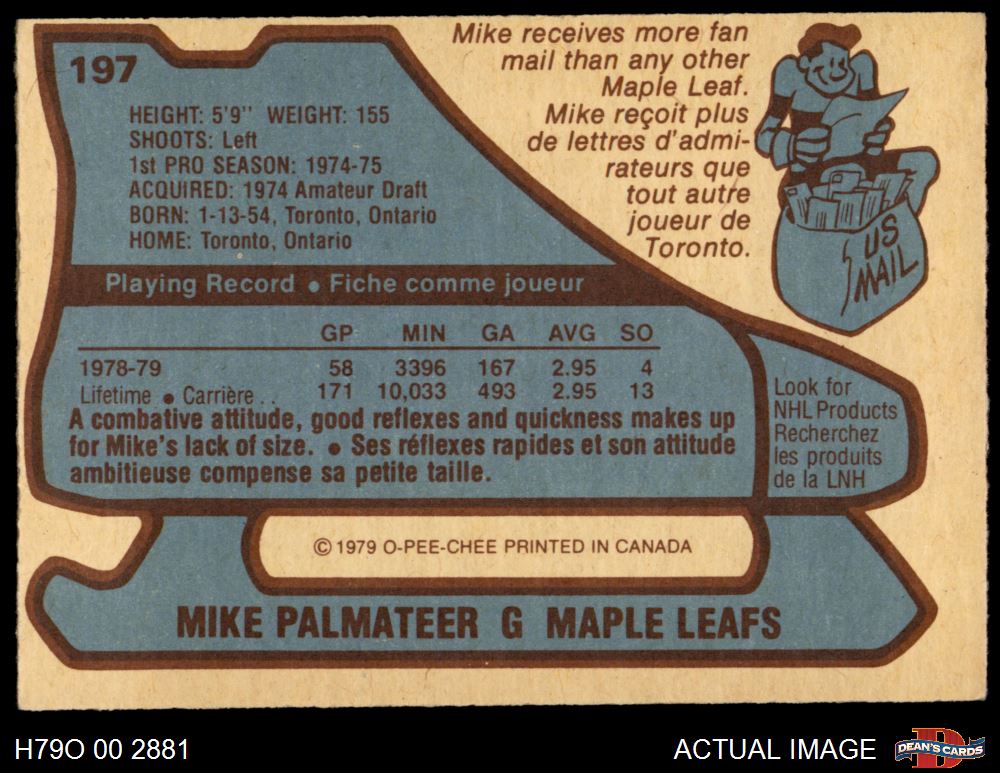 197
HEIGHT: 5'9" WEIGHT: 155
SHOOTS: Left
1st PRO SEASON: 1974-75
ACQUIRED: 1974 Amateur Draft
BORN: 1-13-54, Toronto, Ontario
HOME: Toronto, Ontario
Mike receives more fan
mail than any other
Maple Leaf.
Mike reçoit plus
de lettres d'admi-
rateurs que
tout autre
joueur de
Toronto.
US
MAIL
Playing Record • Fiche comme joueur
GP MIN GA AVG SO
1978-79 58 3396 167 2.95 4
Lifetime • Carrière . . 171 10,033 493 2.95 13
A combative attitude, good reflexes and quickness makes up
for Mike's lack of size. • Ses réflexes rapides et son attitude
ambitieuse compense sa petite taille.
Look for
NHL Products
Recherchez
les produits
de la LNH
© 1979 O-PEE-CHEE PRINTED IN CANADA
MIKE PALMATEER G MAPLE LEAFS
H79O 00 2881
ACTUAL IMAGE
D
DEAN'S CARDS